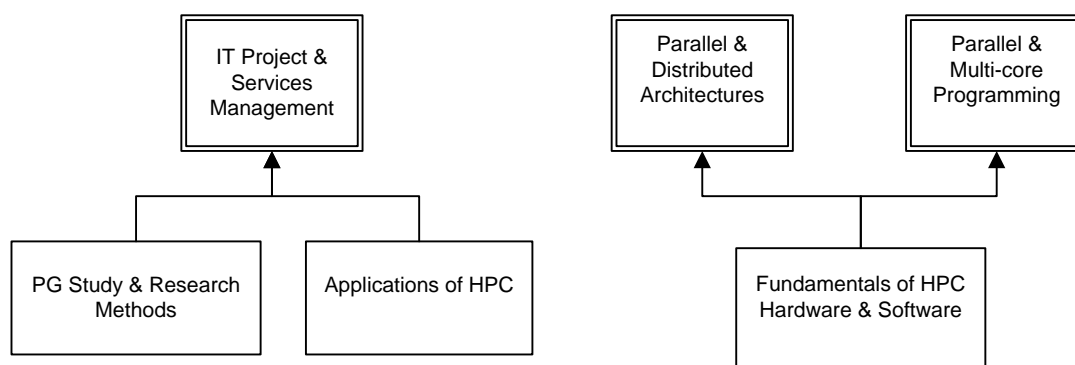 IT Project &
Services
Management
Parallel &
Distributed
Architectures
Parallel &
Multi-core
Programming
PG Study & Research
Methods
Applications of HPC
Fundamentals of HPC
Hardware & Software